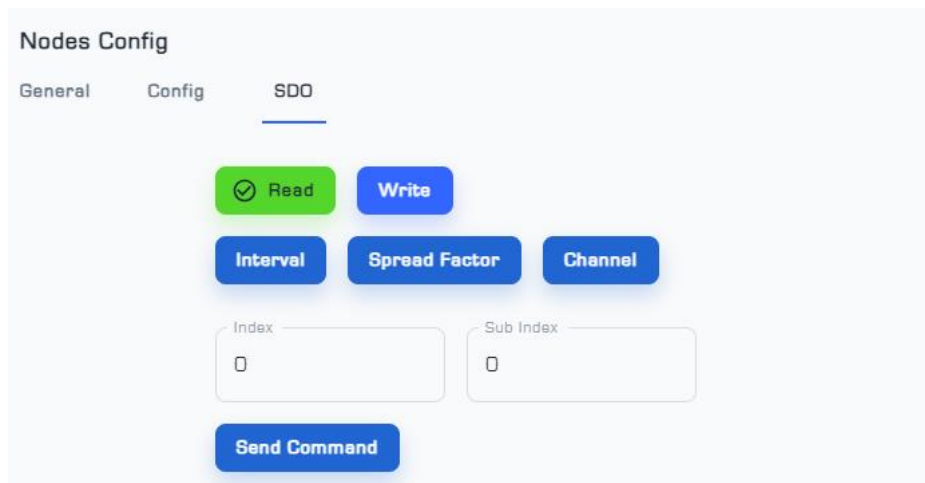 Nodes Config
General Config SDO
Read Write
Interval Spread Factor Channel
Index Sub Index
0 0
Send Command